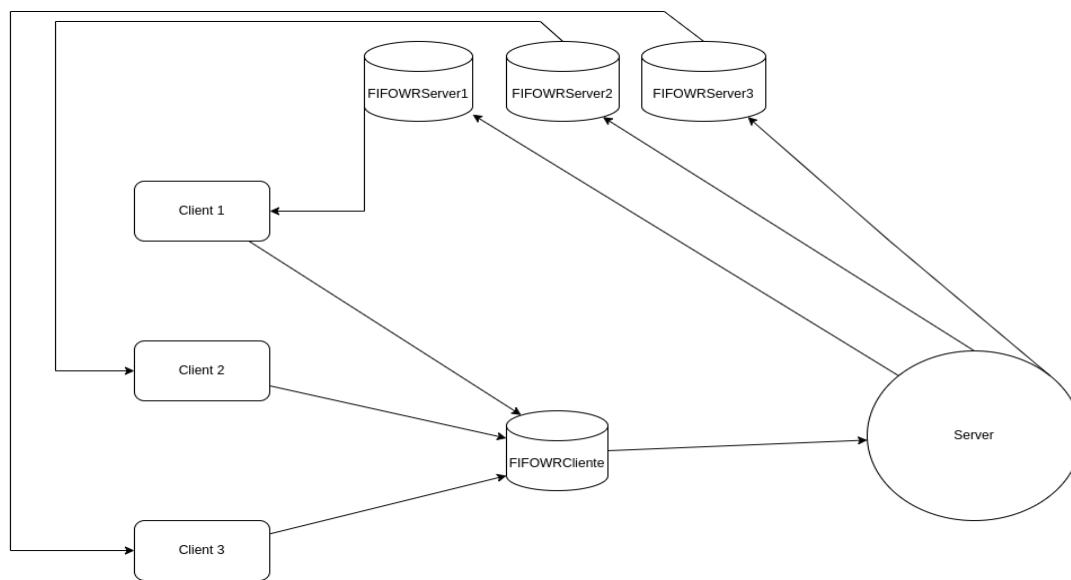 FIFOWRServer1
FIFOWRServer2
FIFOWRServer3
Client 1
Client 2
Server
FIFOWRCliente
Client 3